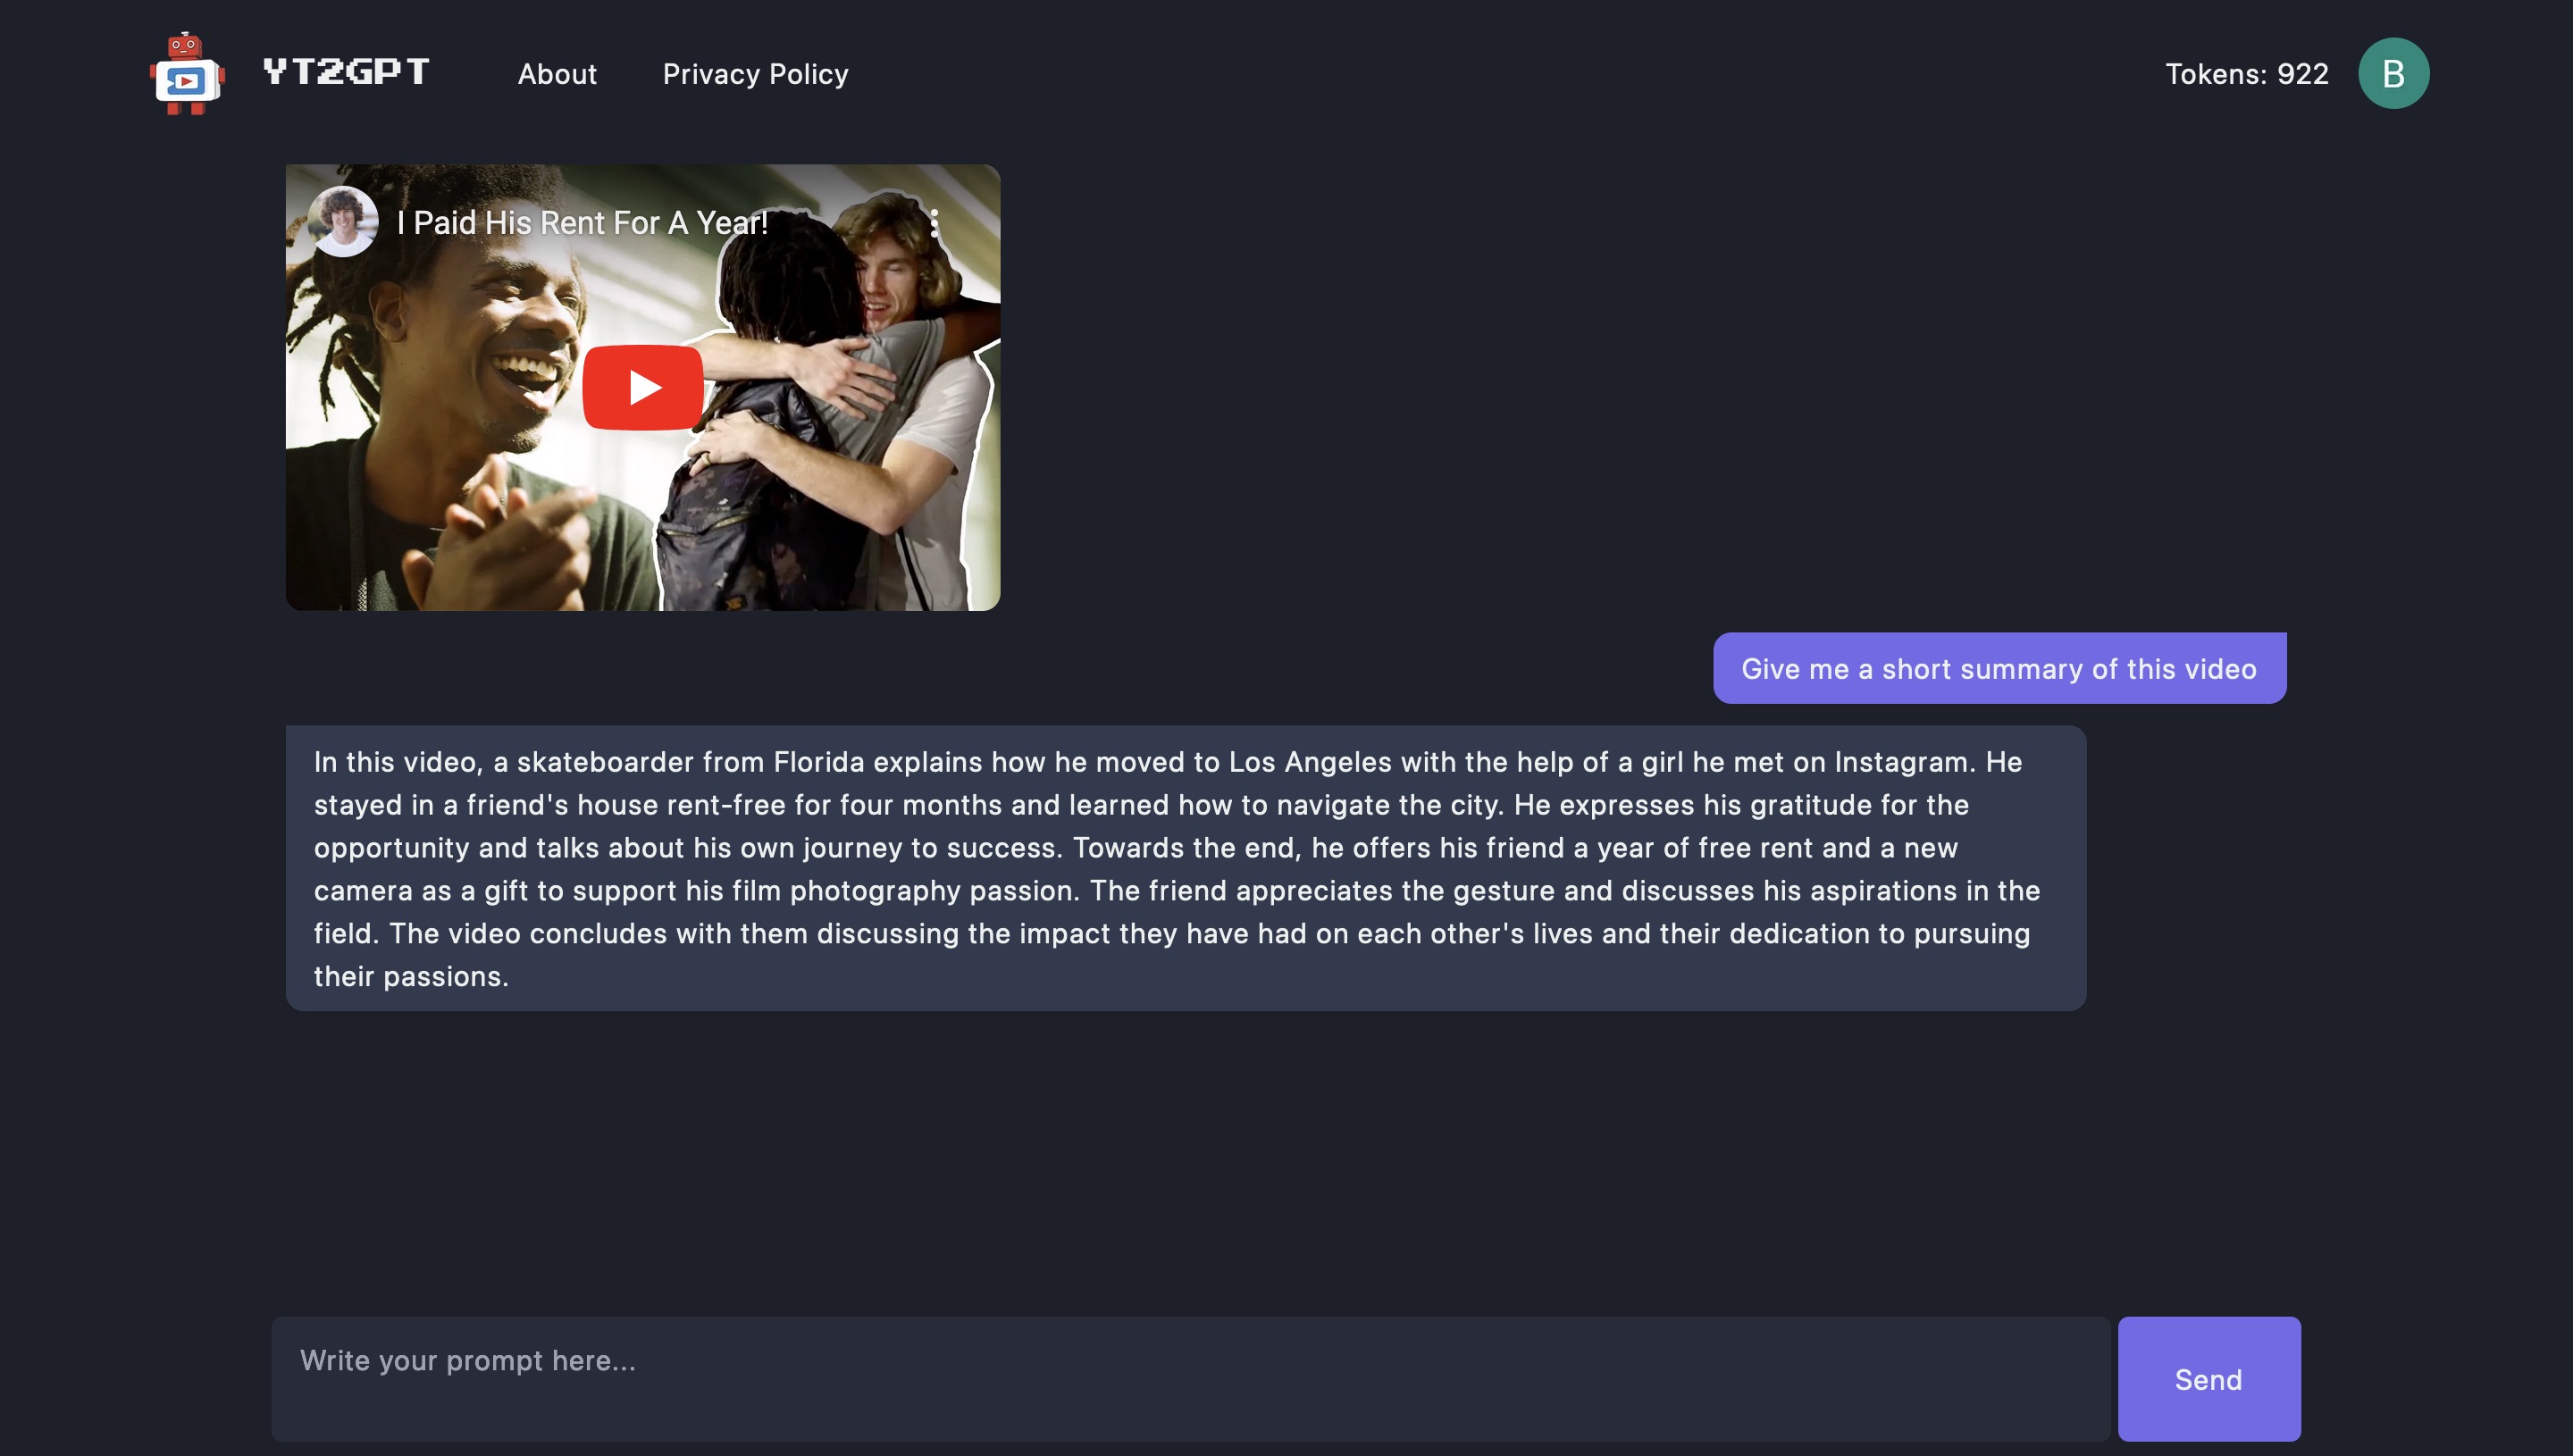 YT2GPT
About
Privacy Policy
Tokens: 922
B
I Paid His Rent For A Year!
Give me a short summary of this video
In this video, a skateboarder from Florida explains how he moved to Los Angeles with the help of a girl he met on Instagram. He
stayed in a friend's house rent-free for four months and learned how to navigate the city. He expresses his gratitude for the
opportunity and talks about his own journey to success. Towards the end, he offers his friend a year of free rent and a new
camera as a gift to support his film photography passion. The friend appreciates the gesture and discusses his aspirations in the
field. The video concludes with them discussing the impact they have had on each other's lives and their dedication to pursuing
their passions.
Write your prompt here...
Send